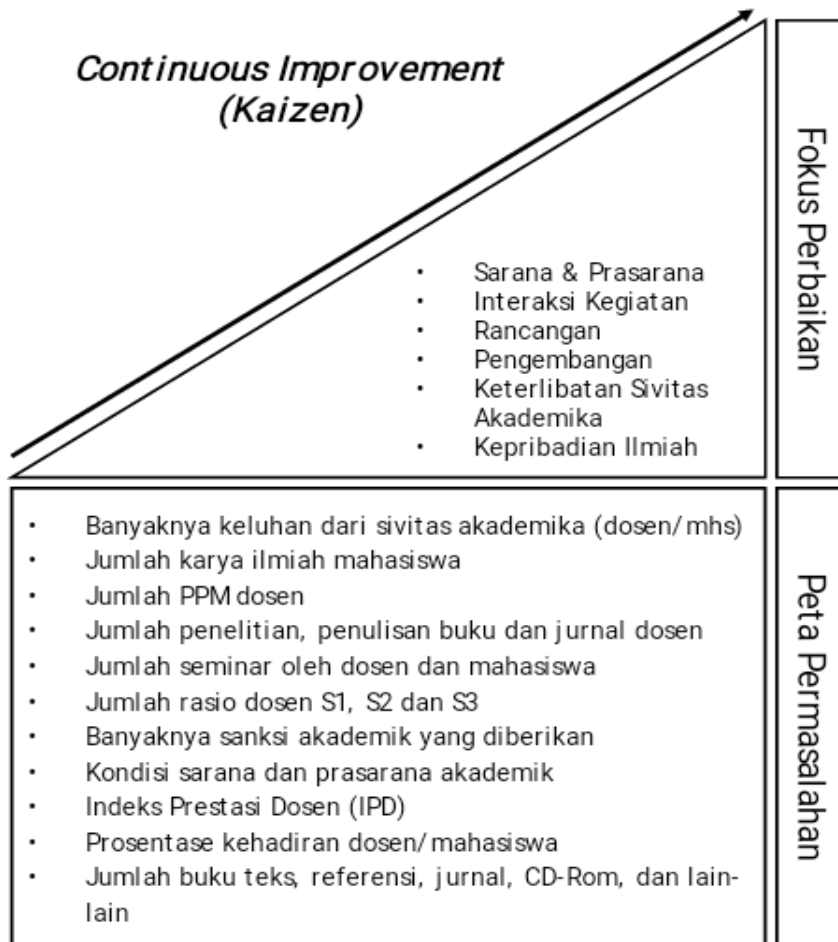 Continuous Improvement
(Kaizen)
Fokus Perbaikan
• Sarana & Prasarana
• Interaksi Kegiatan
• Rancangan
• Pengembangan
• Keterlibatan Sivitas
Akademika
• Kepribadian Ilmiah
Peta Permasalahan
• Banyaknya keluhan dari sivitas akademika (dosen/mhs)
• Jumlah karya ilmiah mahasiswa
• Jumlah PPM dosen
• Jumlah penelitian, penulisan buku dan jurnal dosen
• Jumlah seminar oleh dosen dan mahasiswa
• Jumlah rasio dosen S1, S2 dan S3
• Banyaknya sanksi akademik yang diberikan
• Kondisi sarana dan prasarana akademik
• Indeks Prestasi Dosen (IPD)
• Prosentase kehadiran dosen/mahasiswa
• Jumlah buku teks, referensi, jurnal, CD-Rom, dan lain-
lain